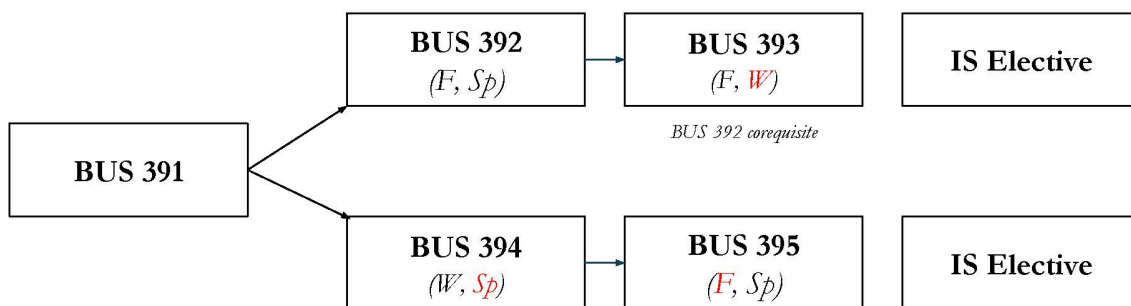 BUS 392
(F, Sp)
BUS 393
(F, W)
BUS 392 corequisite
IS Elective
BUS 391
BUS 394
(W, Sp)
BUS 395
(F, Sp)
IS Elective